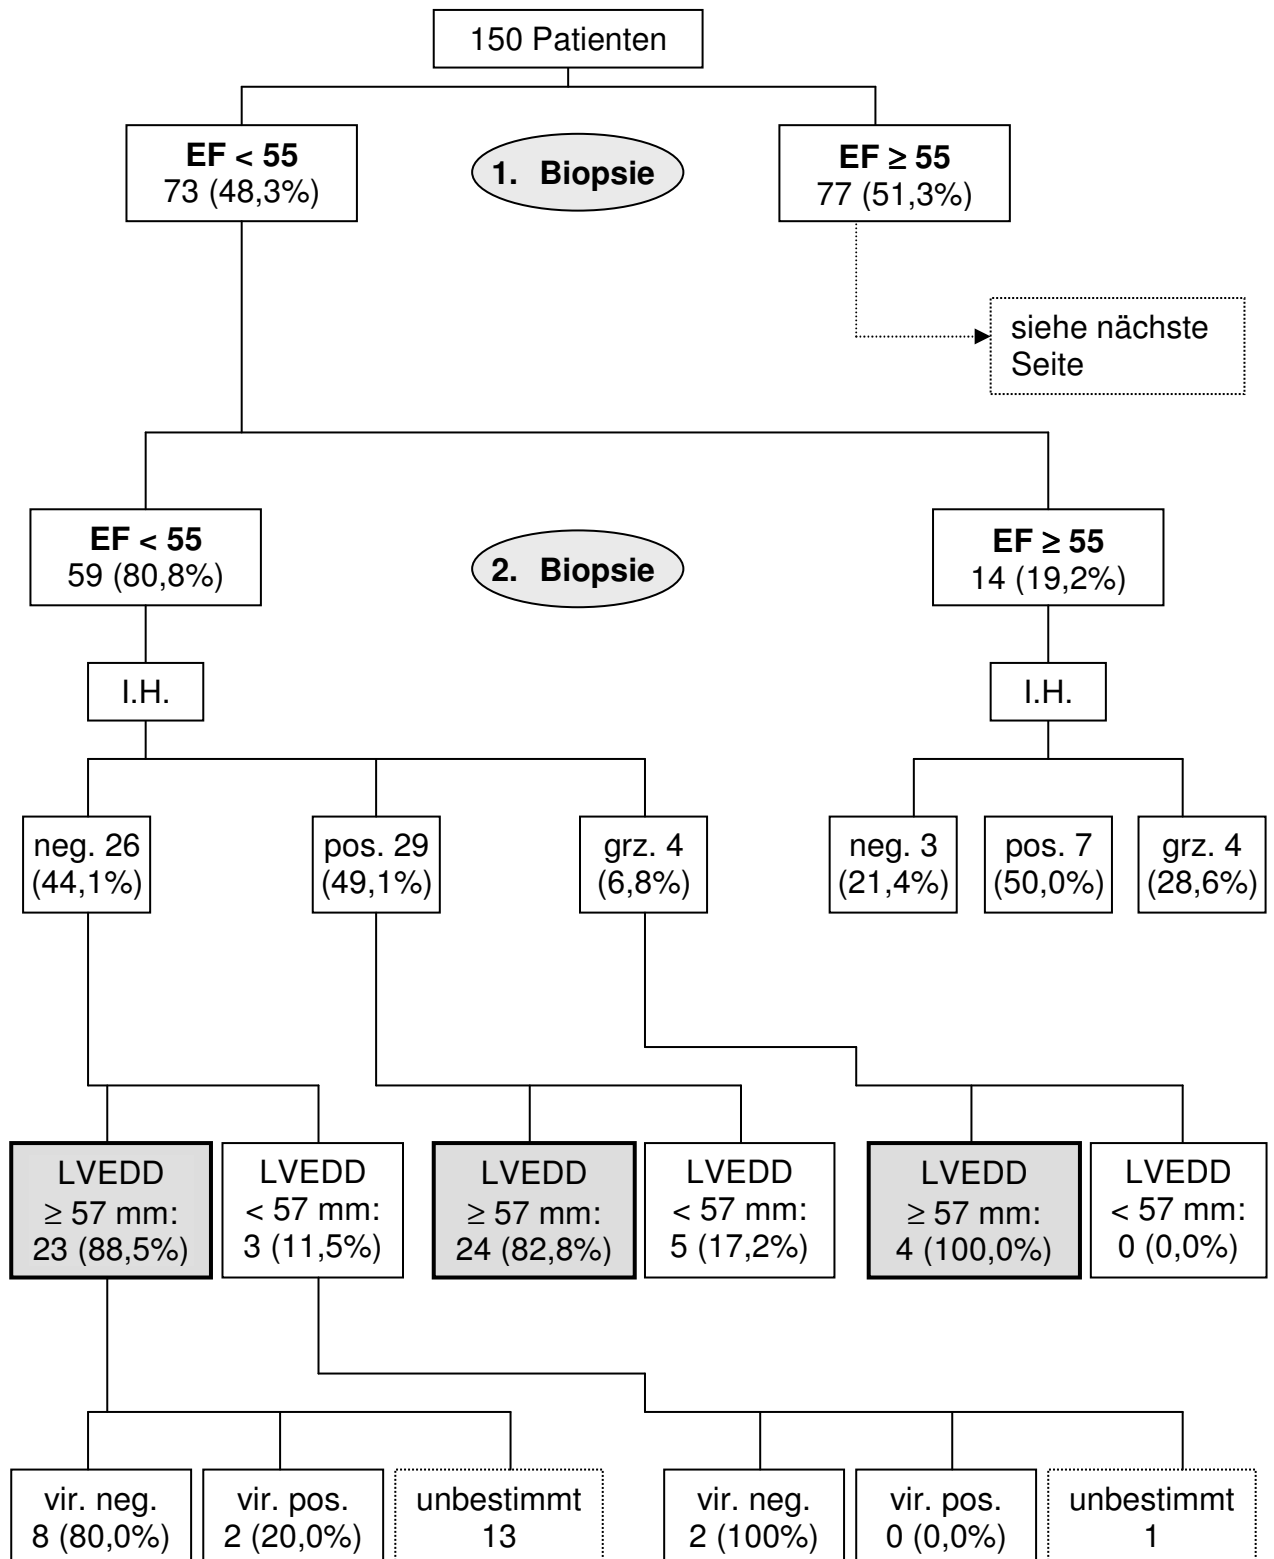 150 Patienten
EF < 55
73 (48,3%)
1. Biopsie
EF ≥ 55
77 (51,3%)
siehe nächste
Seite
EF < 55
59 (80,8%)
2. Biopsie
EF ≥ 55
14 (19,2%)
I.H.
I.H.
neg. 26
(44,1%)
pos. 29
(49,1%)
grz. 4
(6,8%)
neg. 3
(21,4%)
pos. 7
(50,0%)
grz. 4
(28,6%)
LVEDD
≥ 57 mm:
23 (88,5%)
LVEDD
< 57 mm:
3 (11,5%)
LVEDD
≥ 57 mm:
24 (82,8%)
LVEDD
< 57 mm:
5 (17,2%)
LVEDD
≥ 57 mm:
4 (100,0%)
LVEDD
< 57 mm:
0 (0,0%)
vir. neg.
8 (80,0%)
vir. pos.
2 (20,0%)
unbestimmt
13
vir. neg.
2 (100%)
vir. pos.
0 (0,0%)
unbestimmt
1